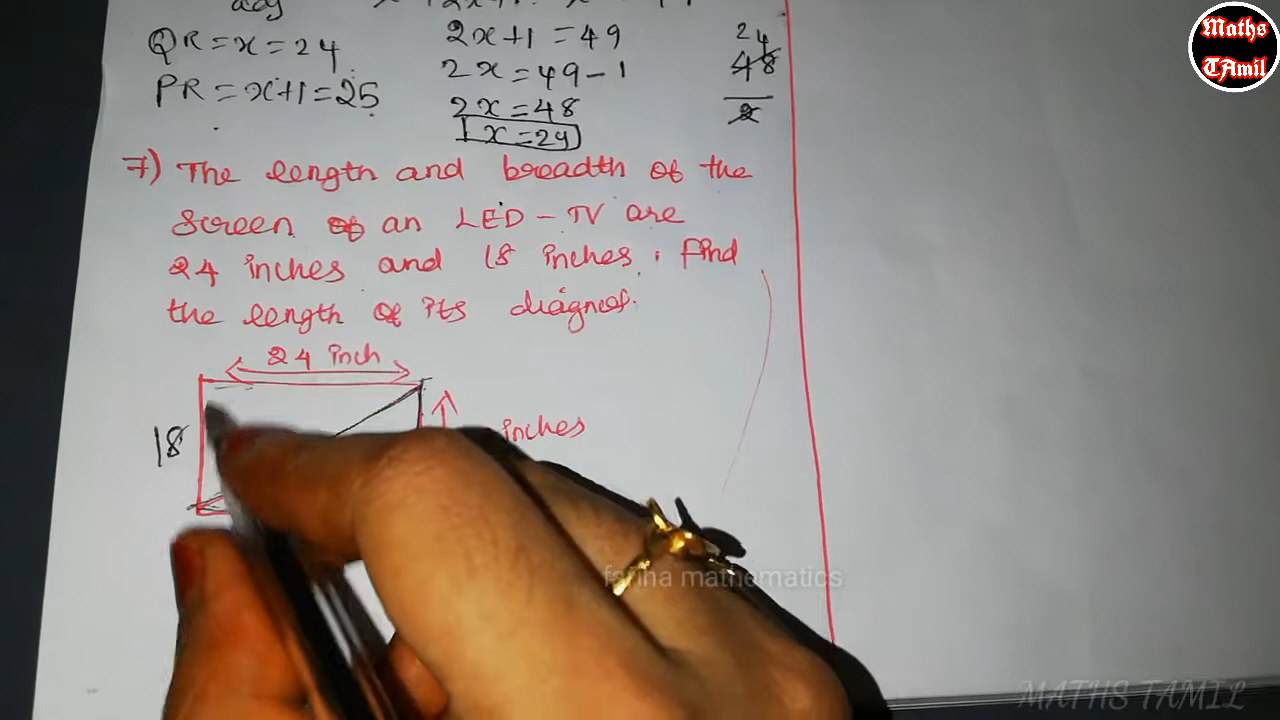 Maths
TAmil
QR = x = 24
PR = x+1 = 25
2x+1 = 49
2x = 49-1
2x = 48
x = 24
24
48
2
7) The length and breadth of the
Screen of an LED - TV are
24 inches and 18 inches. Find
the length of its
24 inch
18
inches
farina mathematics
MATHS TAMIL